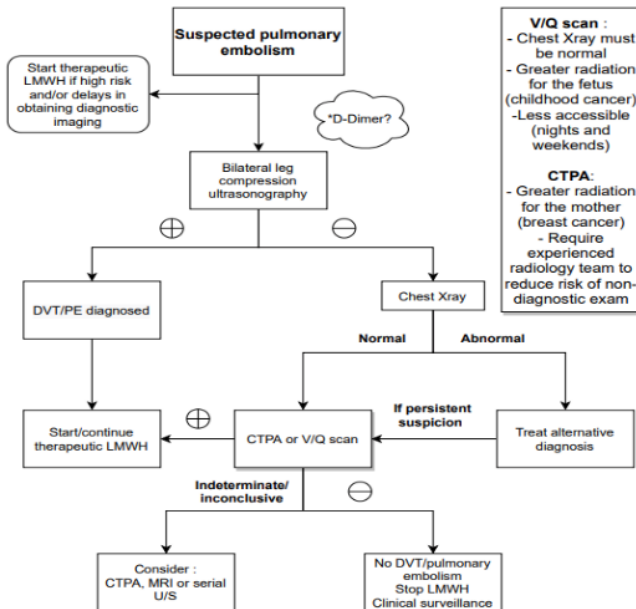 Suspected pulmonary
embolism
Start therapeutic
LMWH if high risk
and/or delays in
obtaining diagnostic
imaging
*D-Dimer?
V/Q scan :
- Chest Xray must
be normal
- Greater radiation
for the fetus
(childhood cancer)
-Less accessible
(nights and
weekends)
CTPA:
- Greater radiation
for the mother
(breast cancer)
- Require
experienced
radiology team to
reduce risk of non-
diagnostic exam
Bilateral leg
compression
ultrasonography
DVT/PE diagnosed
Chest Xray
Normal
Abnormal
Start/continue
therapeutic LMWH
CTPA or V/Q scan
If persistent
suspicion
Treat alternative
diagnosis
Indeterminate/
inconclusive
Consider :
CTPA, MRI or serial
U/S
No DVT/pulmonary
embolism
Stop LMWH
Clinical surveillance